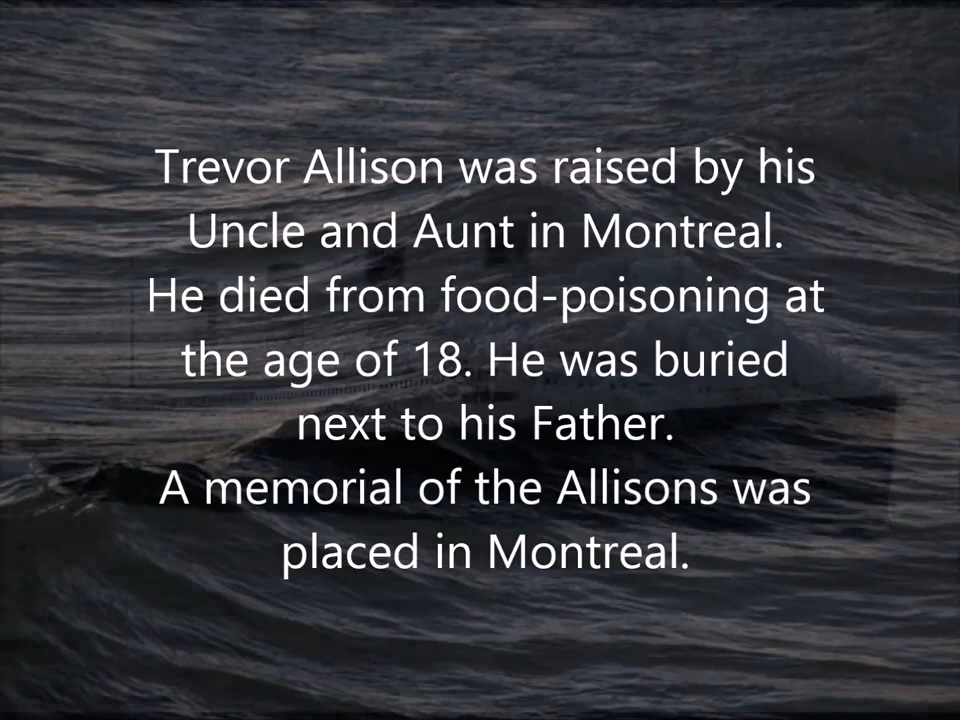 Trevor Allison was raised by his
Uncle and Aunt in Montreal.
He died from food-poisoning at
the age of 18. He was buried
next to his Father.
A memorial of the Allisons was
placed in Montreal.